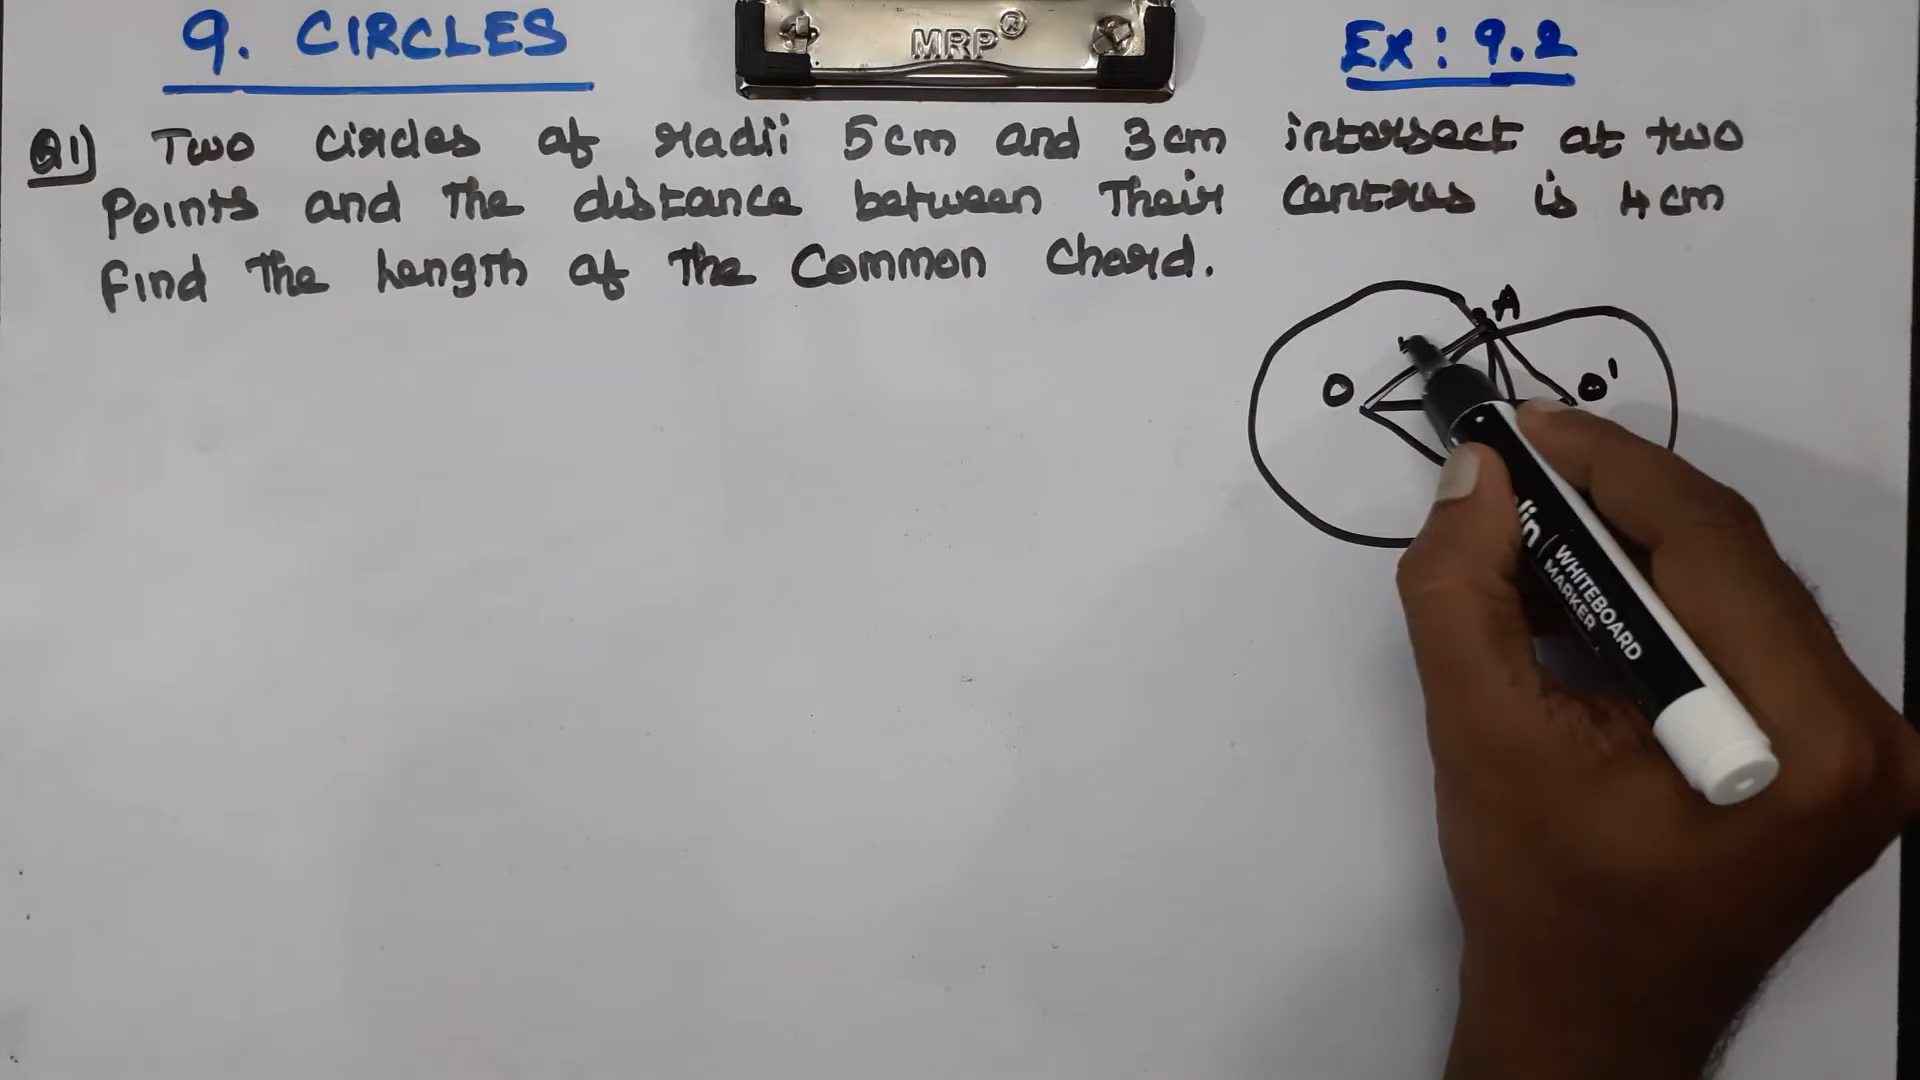 9. CIRCLES
MRP®
Ex: 9.2
Q1) Two circles of radii 5cm and 3cm intersect at two
Points and the distance between Their Centres is 4cm
find the length of the Common chord.
A
O
O'
lin
WHITEBOARD
MARKER